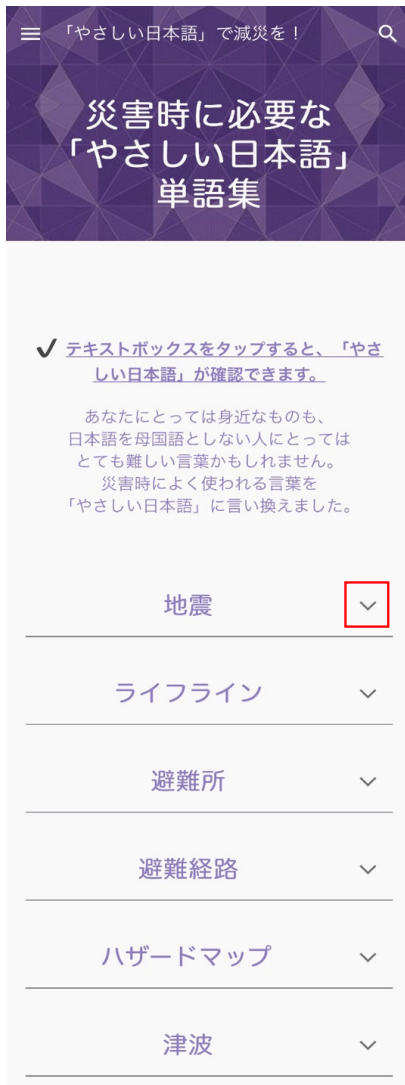 「やさしい日本語」で減災を！
災害時に必要な
「やさしい日本語」
単語集
テキストボックスをタップすると、「やさ
しい日本語」が確認できます。
あなたにとっては身近なものも、
日本語を母国語としない人にとっては
とても難しい言葉かもしれません。
災害時によく使われる言葉を
「やさしい日本語」に言い換えました。
地震
ライフライン
避難所
避難経路
ハザードマップ
津波